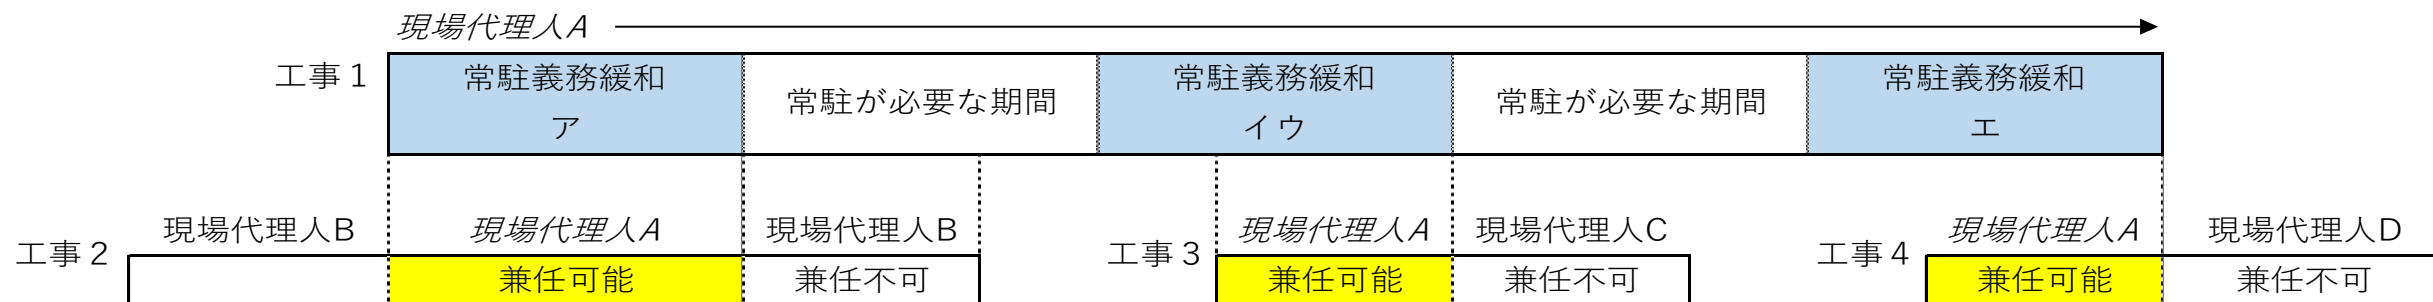 現場代理人A
工事１
常駐義務緩和
ア
常駐が必要な期間
常駐義務緩和
イウ
常駐が必要な期間
常駐義務緩和
エ
工事２
現場代理人B
現場代理人A
兼任可能
現場代理人B
兼任不可
工事３
現場代理人A
兼任可能
現場代理人C
兼任不可
工事４
現場代理人A
兼任可能
現場代理人D
兼任不可